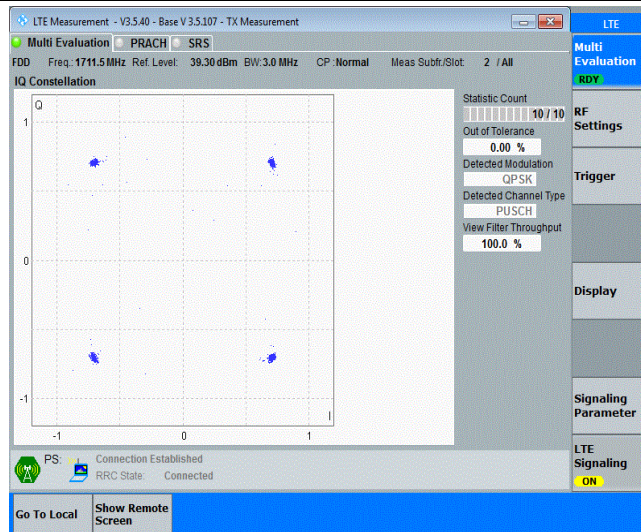 LTE Measurement - V3.5.40 - Base V 3.5.107 - TX Measurement
LTE
Multi Evaluation PRACH SRS
FDD Freq.: 1711.5 MHz Ref. Level: 39.30 dBm BW: 3.0 MHz CP : Normal Meas Subfr./Slot: 2 / All
IQ Constellation
Q
1
0
-1
I
-1 0 1
Statistic Count
10 / 10
Out of Tolerance
0.00 %
Detected Modulation
QPSK
Detected Channel Type
PUSCH
View Filter Throughput
100.0 %
PS: Connection Established
RRC State: Connected
Multi
Evaluation
RDY
RF
Settings
Trigger
Display
Signaling
Parameter
LTE
Signaling
ON
Go To Local
Show Remote
Screen